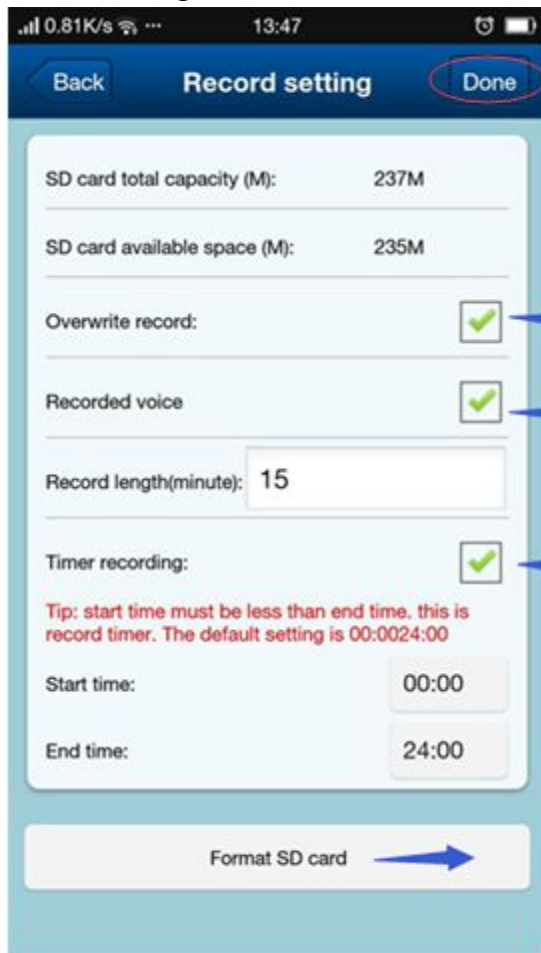 0.81K/s ... 13:47
Back Record setting Done
SD card total capacity (M): 237M
SD card available space (M): 235M
Overwrite record:
Recorded voice
Record length(minute): 15
Timer recording:
Tip: start time must be less than end time, this is
record timer. The default setting is 00:0024:00
Start time: 00:00
End time: 24:00
Format SD card